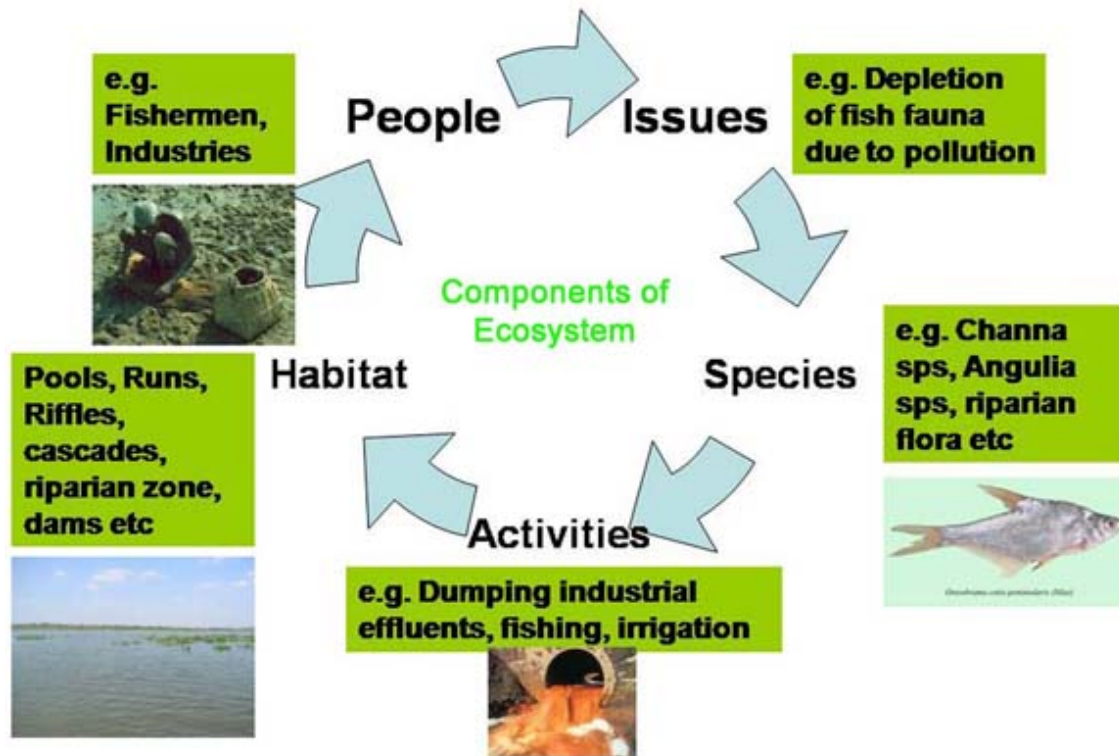 e.g.
Fishermen,
Industries
People
Issues
e.g. Depletion
of fish fauna
due to pollution
Components of
Ecosystem
Habitat
Pools, Runs,
Riffles,
cascades,
riparian zone,
dams etc
Species
e.g. Channa
sps, Angulia
sps, riparian
flora etc
Activities
e.g. Dumping industrial
effluents, fishing, irrigation